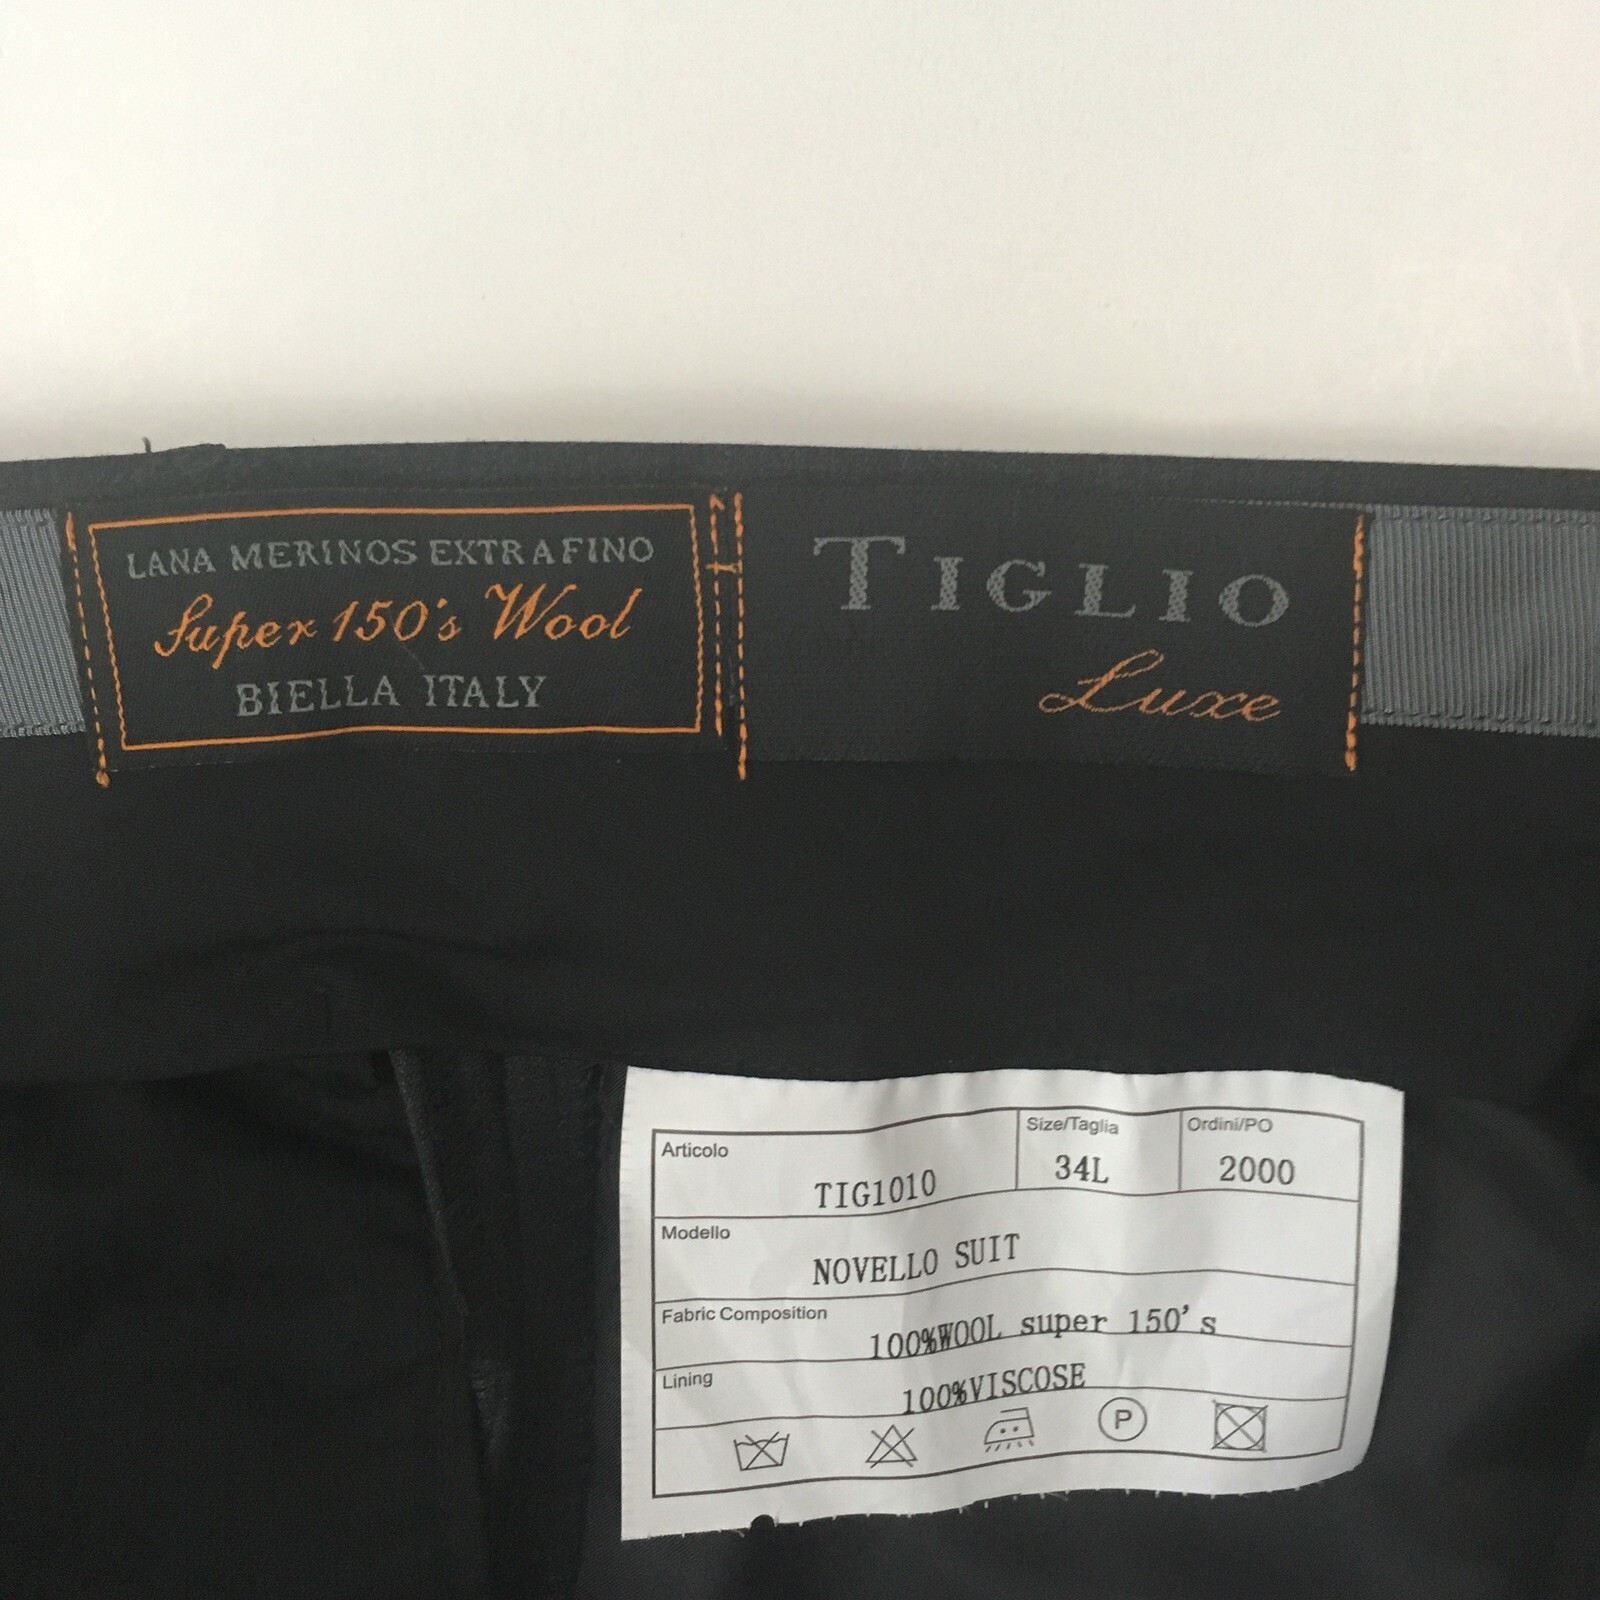 LANA MERINOS EXTRAFINO
Super 150's Wool
BIELLA ITALY
TIGLIO
Luxe
Articolo
TIG1010
Size/Taglia
34L
Ordini/PO
2000
Modello
NOVELLO SUIT
Fabric Composition
100%WOOL super 150's
Lining
100%VISCOSE
P